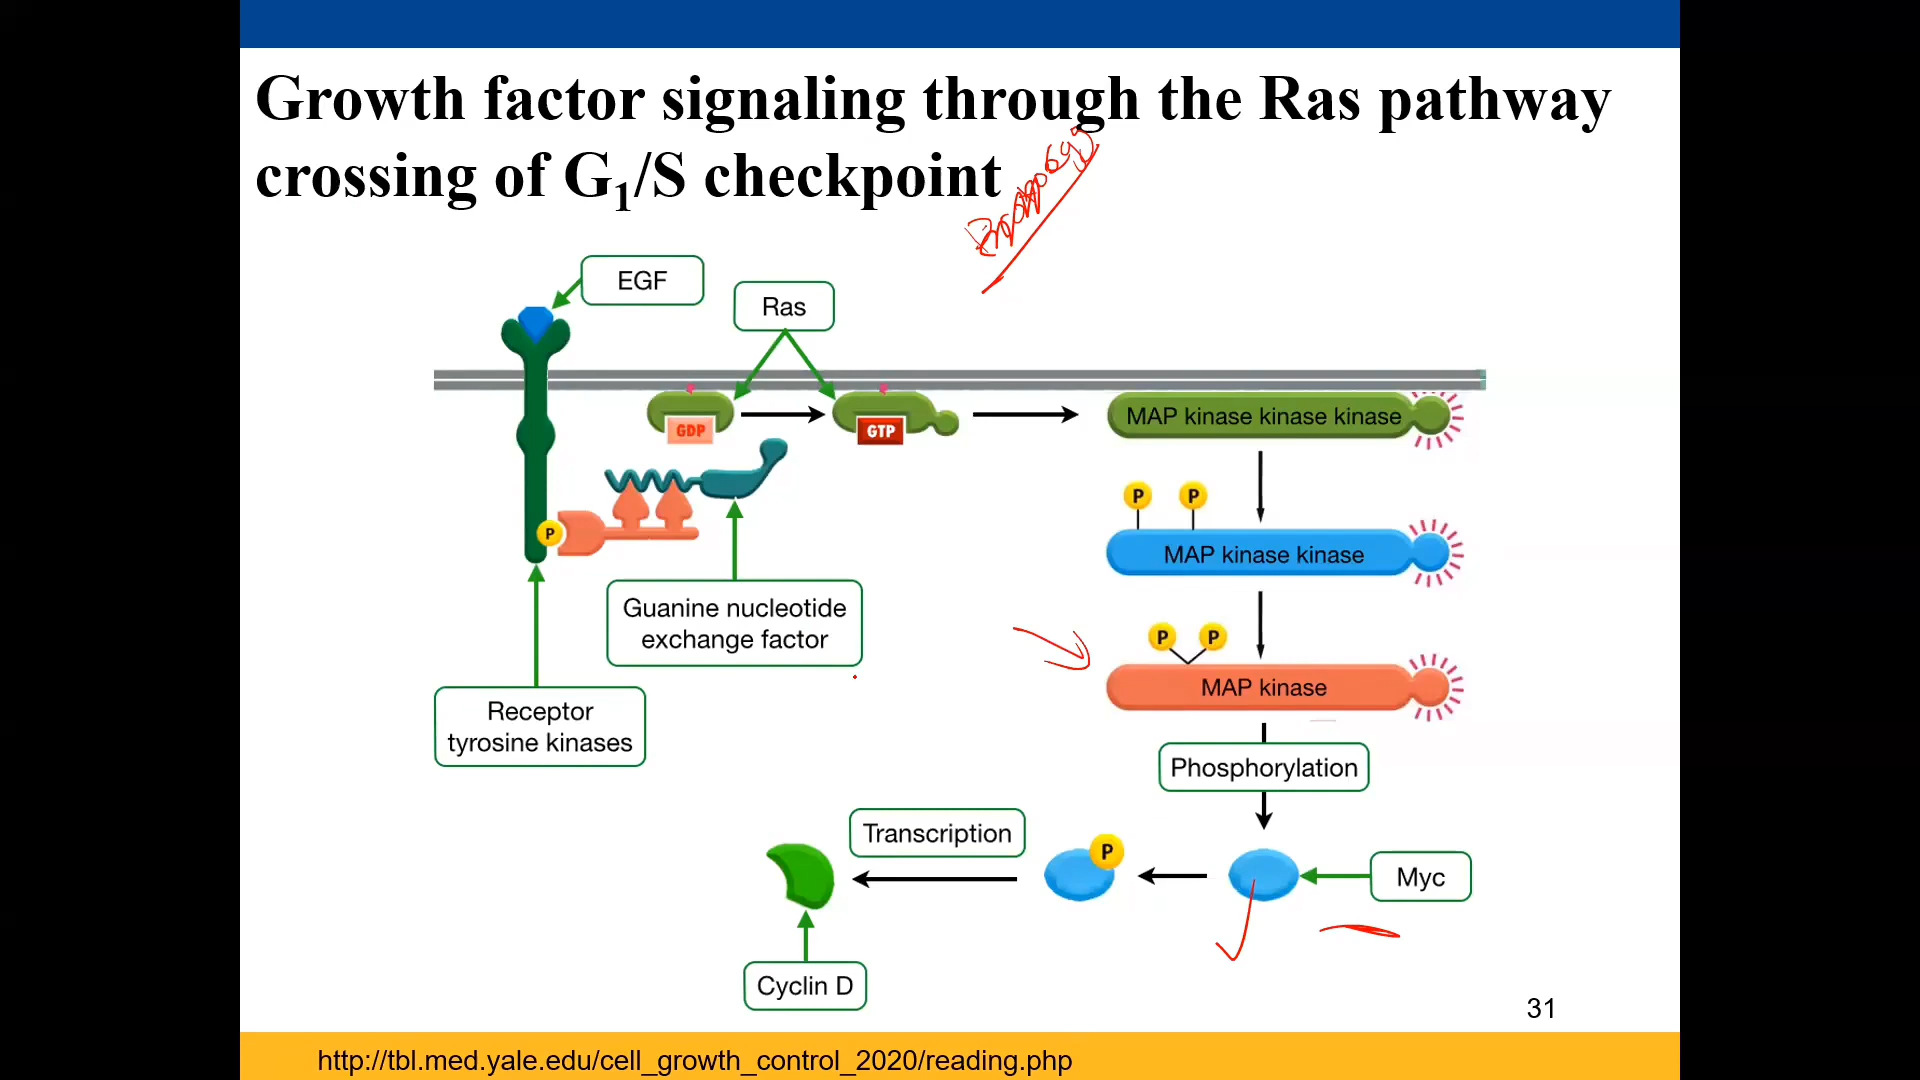 Growth factor signaling through the Ras pathway
crossing of G₁/S checkpoint
EGF
Ras
GDP
GTP
MAP kinase kinase kinase
P
P
MAP kinase kinase
P
Guanine nucleotide
exchange factor
P
P
MAP kinase
Receptor
tyrosine kinases
Phosphorylation
Transcription
P
Myc
Cyclin D
31
http://tbl.med.yale.edu/cell_growth_control_2020/reading.php